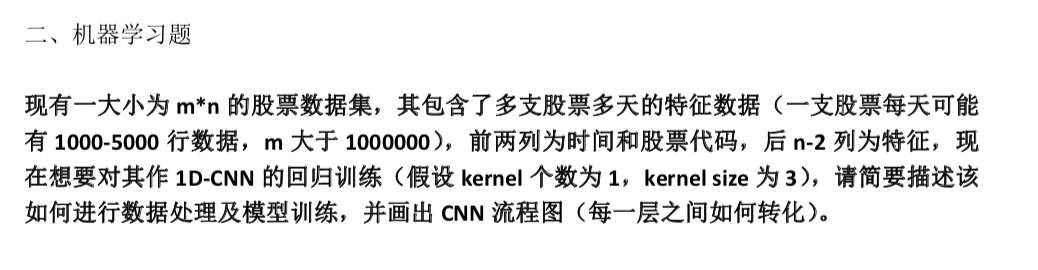 二、机器学习题
现有一大小为 m*n 的股票数据集，其包含了多支股票多天的特征数据（一支股票每天可能
有 1000-5000 行数据，m 大于 1000000），前两列为时间和股票代码，后 n-2 列为特征，现
在想要对其作 1D-CNN 的回归训练（假设 kernel 个数为 1，kernel size 为 3），请简要描述该
如何进行数据处理及模型训练，并画出 CNN 流程图（每一层之间如何转化）。